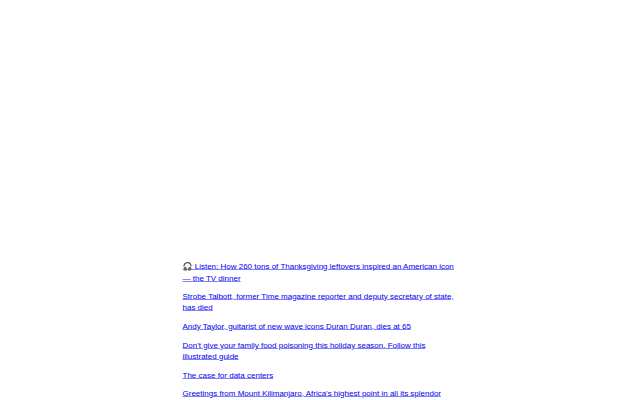 🎧 Listen: How 260 tons of Thanksgiving leftovers inspired an American icon
— the TV dinner
Strobe Talbott, former Time magazine reporter and deputy secretary of state,
has died
Andy Taylor, guitarist of new wave icons Duran Duran, dies at 65
Don't give your family food poisoning this holiday season. Follow this
illustrated guide
The case for data centers
Greetings from Mount Kilimanjaro, Africa's highest point in all its splendor